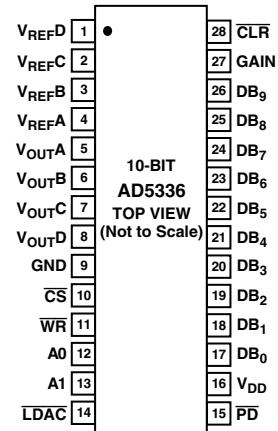 VREFD 1
VREFC 2
VREFB 3
VREFA 4
VOUTA 5
VOUTB 6
VOUTC 7
VOUTD 8
GND 9
CS 10
WR 11
A0 12
A1 13
LDAC 14
10-BIT
AD5336
TOP VIEW
(Not to Scale)
28 CLR
27 GAIN
26 DB9
25 DB8
24 DB7
23 DB6
22 DB5
21 DB4
20 DB3
19 DB2
18 DB1
17 DB0
16 VDD
15 PD